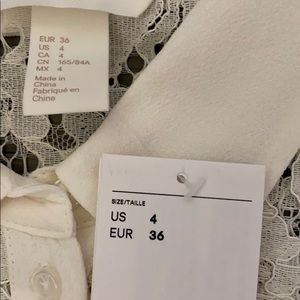 EUR 36
US 4
CA 4
CN 165/84A
MX 4
Made in
China
Fabriqué en
Chine
SIZE/TAILLE
US 4
EUR 36